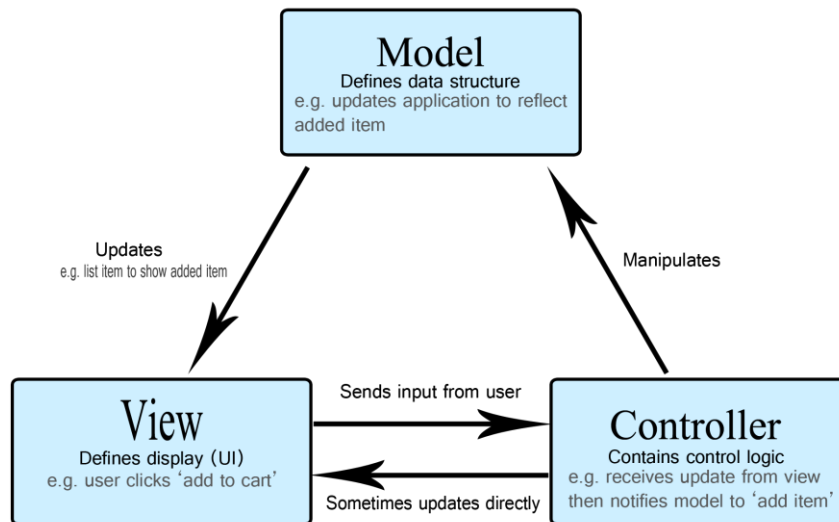 Model
Defines data structure
e.g. updates application to reflect
added item
Updates
e.g. list item to show added item
Manipulates
View
Defines display (UI)
e.g. user clicks ‘add to cart’
Sends input from user
Sometimes updates directly
Controller
Contains control logic
e.g. receives update from view
then notifies model to ‘add item’